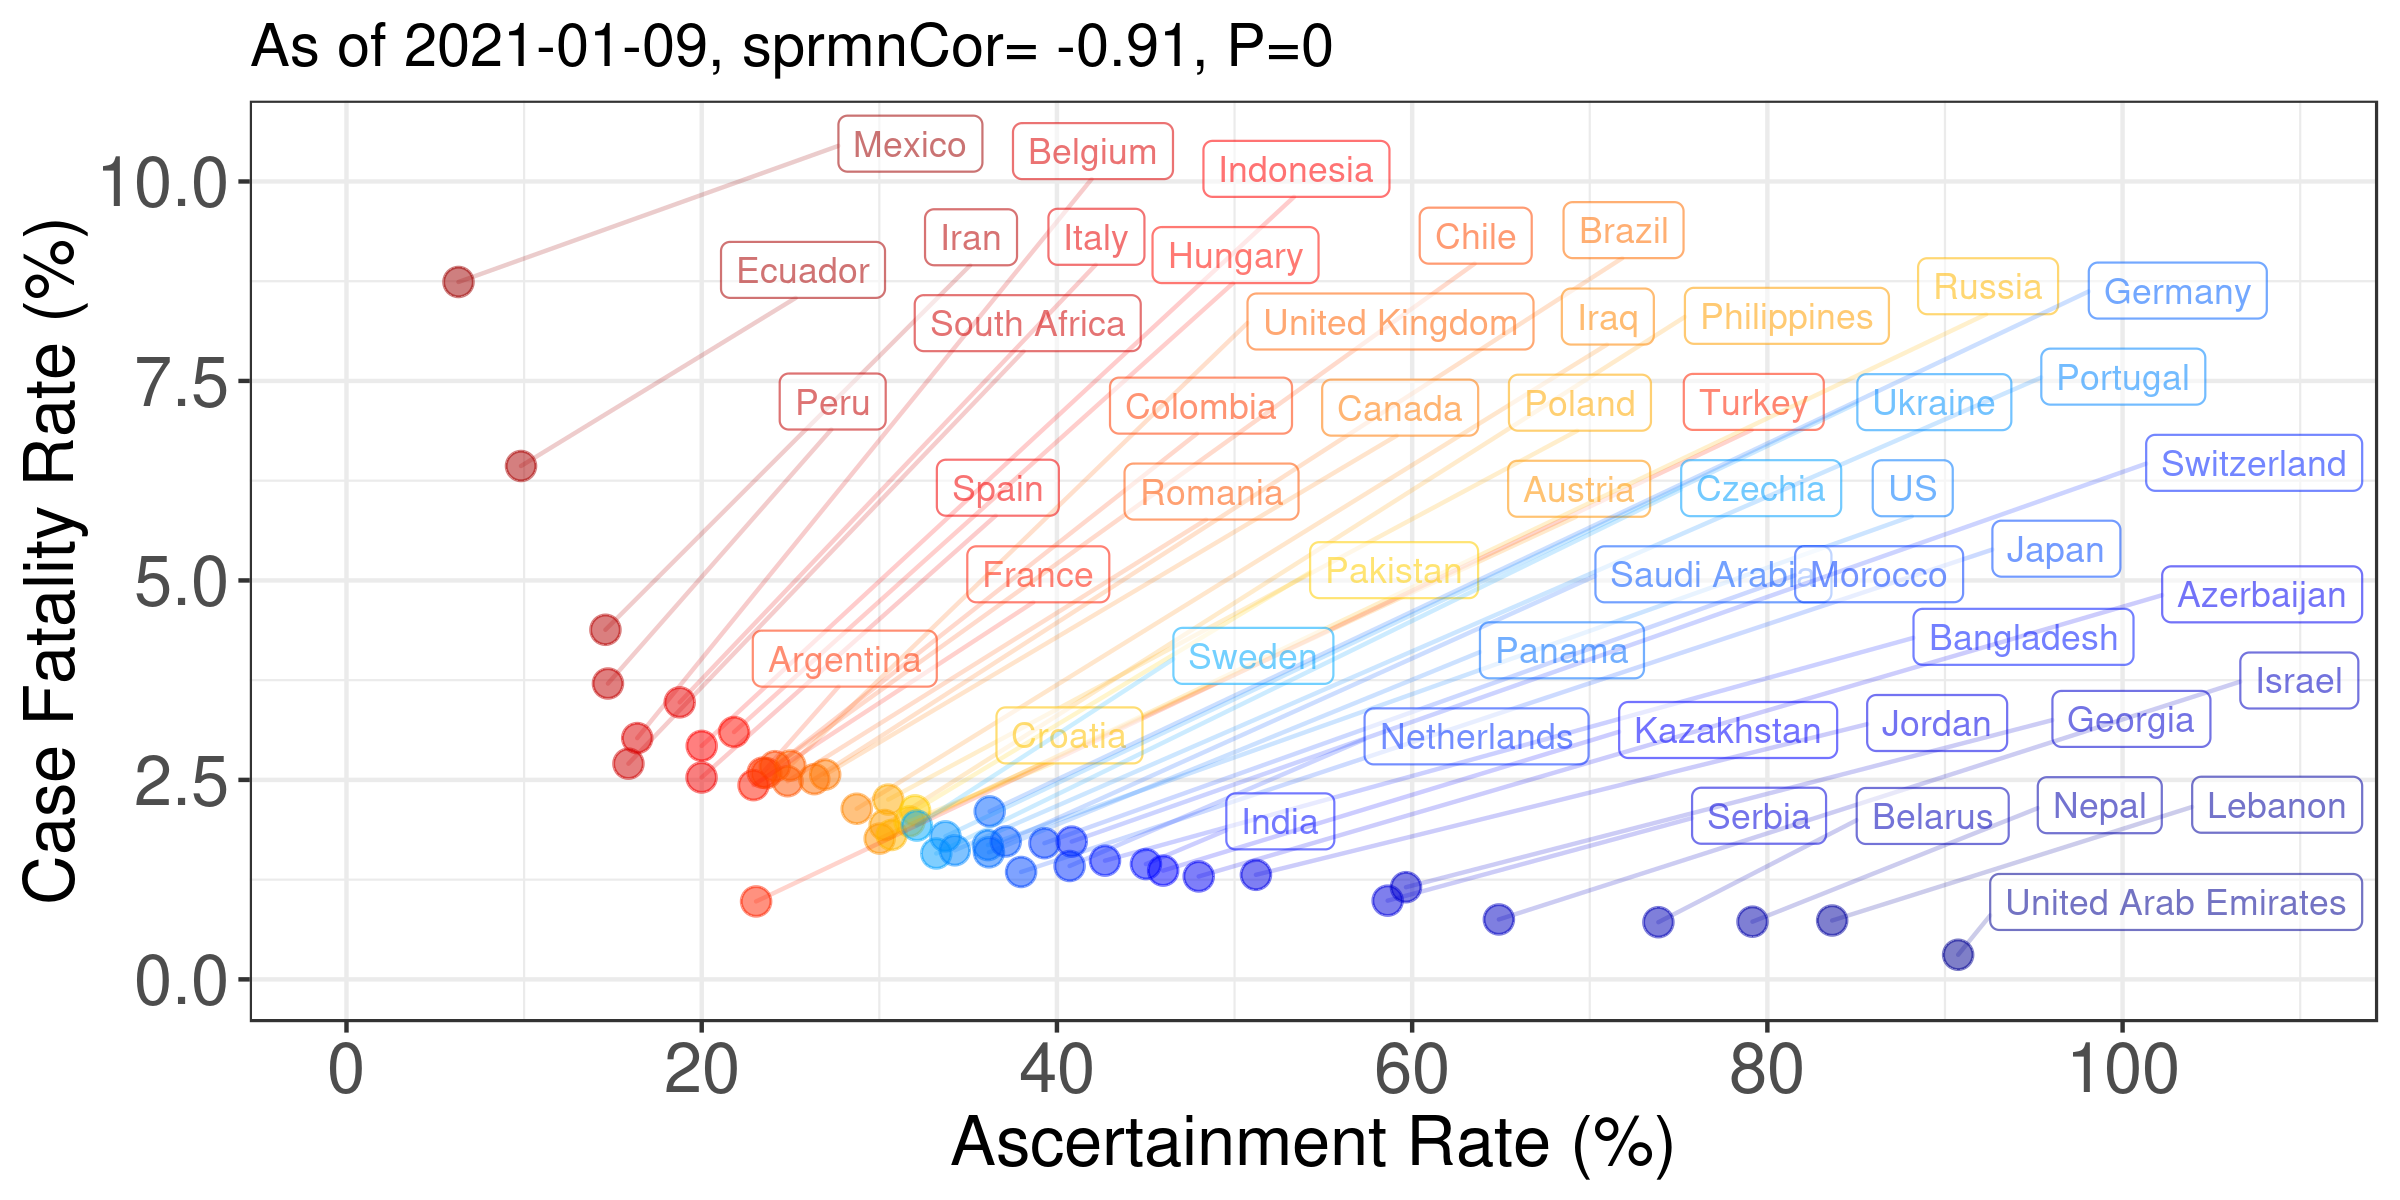 As of 2021-01-09, sprmnCor= -0.91, P=0
Case Fatality Rate (%)
10.0
7.5
5.0
2.5
0.0
Mexico
Belgium
Indonesia
Iran
Italy
Hungary
Chile
Brazil
Ecuador
South Africa
United Kingdom
Iraq
Philippines
Russia
Germany
Peru
Colombia
Canada
Poland
Turkey
Ukraine
Portugal
Spain
Romania
Austria
Czechia
US
Switzerland
France
Pakistan
Saudi Arabia
Morocco
Japan
Azerbaijan
Argentina
Sweden
Panama
Bangladesh
Israel
Croatia
Netherlands
Kazakhstan
Jordan
Georgia
India
Serbia
Belarus
Nepal
Lebanon
United Arab Emirates
0 20 40 60 80 100
Ascertainment Rate (%)